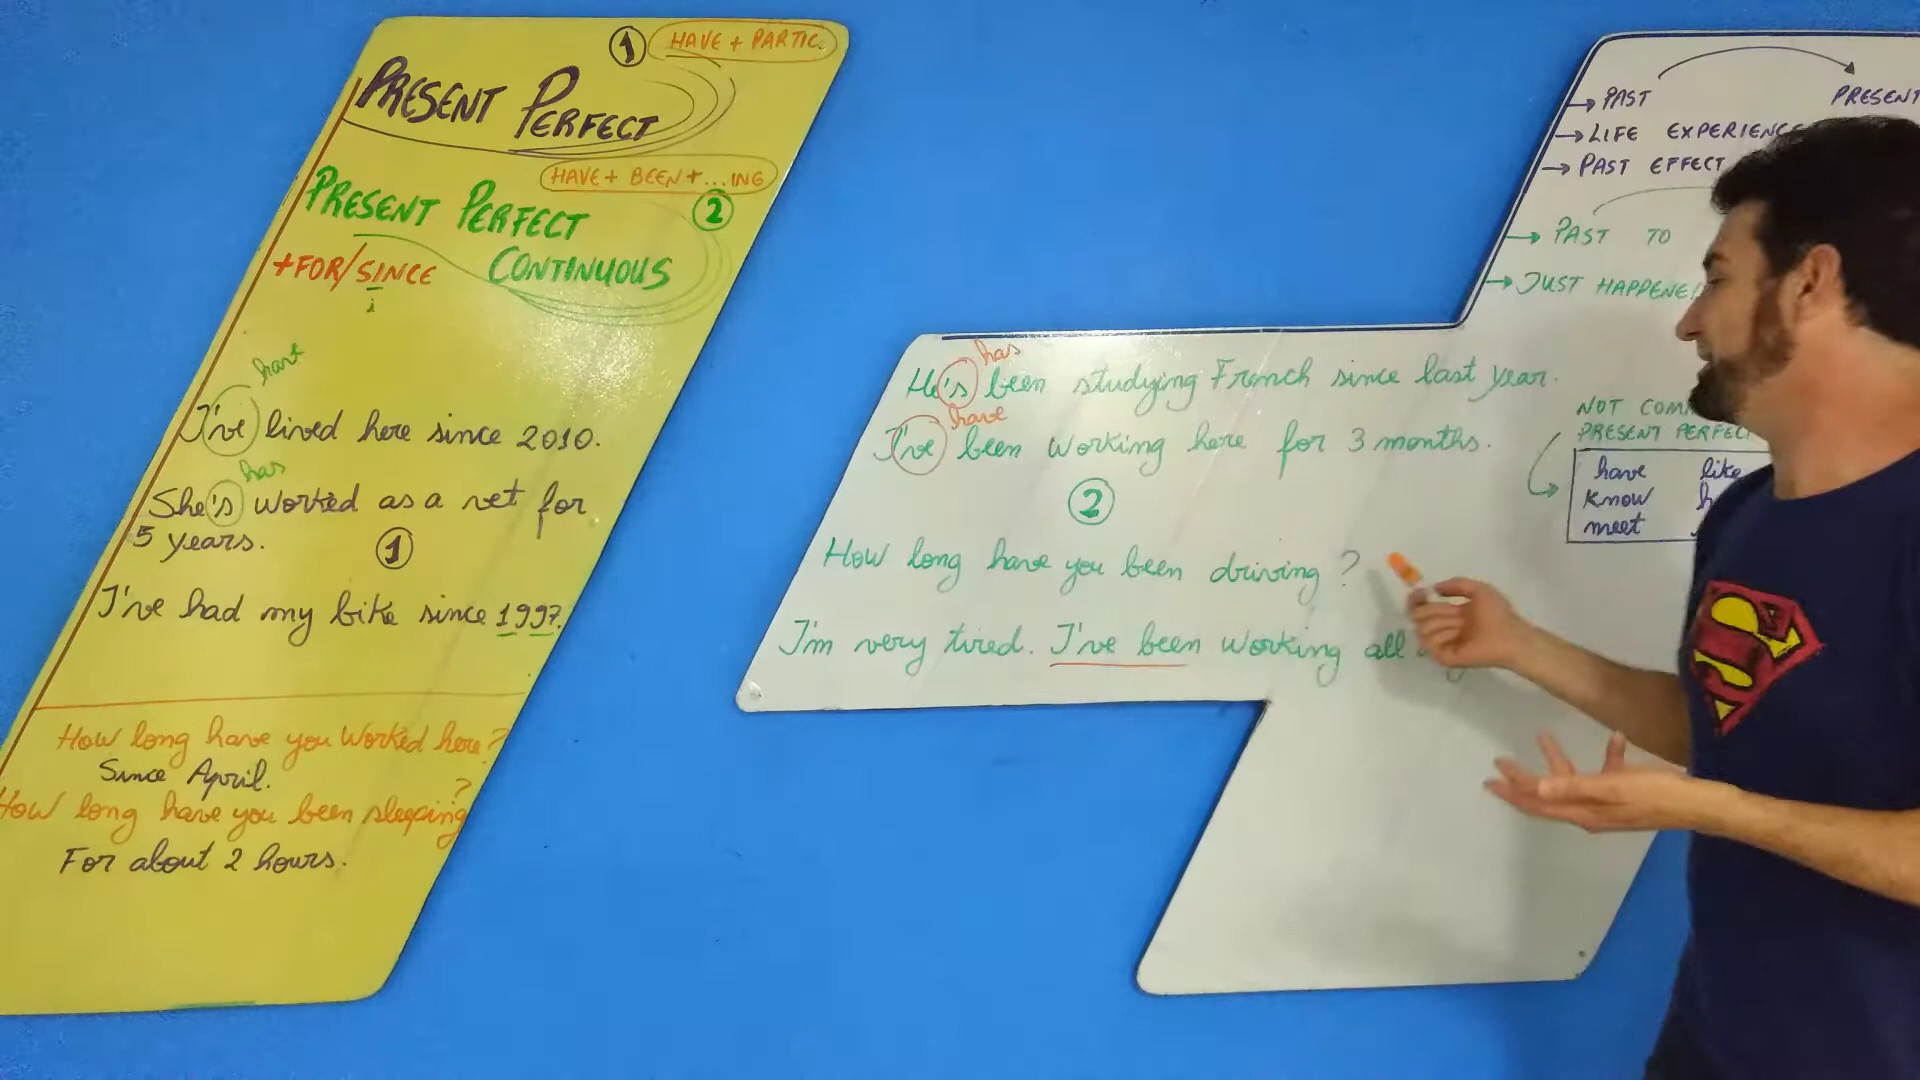 1 HAVE + PARTIC.
PRESENT PERFECT
HAVE + BEEN + ...ING
PRESENT PERFECT 2
+FOR/SINCE CONTINUOUS
i
have
I've lived here since 2010.
has
She's worked as a vet for
5 years. 1
I've had my bike since 1997.
How long have you worked here?
Since April.
How long have you been sleeping?
For about 2 hours.
has
He's been studying French since last year.
have
I've been working here for 3 months.
2
How long have you been driving?
I'm very tired. I've been working all
→ PAST PRESENT
→ LIFE EXPERIENCE
→ PAST EFFECT
→ PAST TO
→ JUST HAPPENE
NOT COM
PRESENT PERFECT
have like
know
meet
S